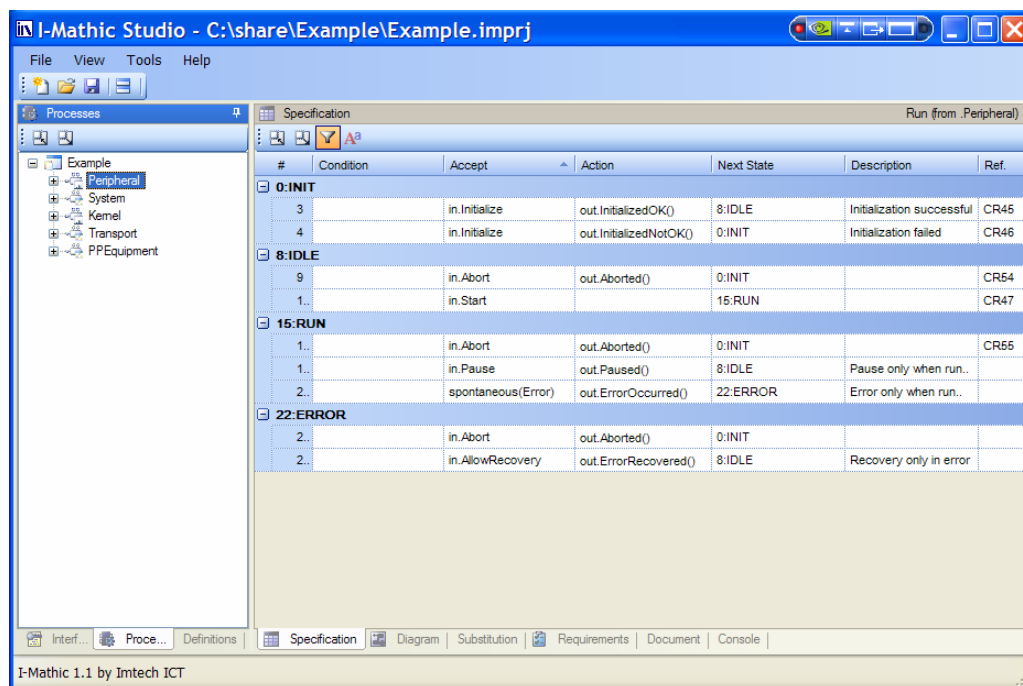 I-Mathic Studio - C:\share\Example\Example.imprj
File View Tools Help
Processes
Specification Run (from .Peripheral)
Example
Peripheral
System
Kernel
Transport
PPEquipment
# Condition Accept Action Next State Description Ref.
0:INIT
3 in.Initialize out.InitializedOK() 8:IDLE Initialization successful CR45
4 in.Initialize out.InitializedNotOK() 0:INIT Initialization failed CR46
8:IDLE
9 in.Abort out.Aborted() 0:INIT CR54
1.. in.Start 15:RUN CR47
15:RUN
1.. in.Abort out.Aborted() 0:INIT CR55
1.. in.Pause out.Paused() 8:IDLE Pause only when run..
2.. spontaneous(Error) out.ErrorOccurred() 22:ERROR Error only when run..
22:ERROR
2.. in.Abort out.Aborted() 0:INIT
2.. in.AllowRecovery out.ErrorRecovered() 8:IDLE Recovery only in error
Interf... Proce... Definitions
Specification Diagram Substitution Requirements Document Console
I-Mathic 1.1 by Imtech ICT